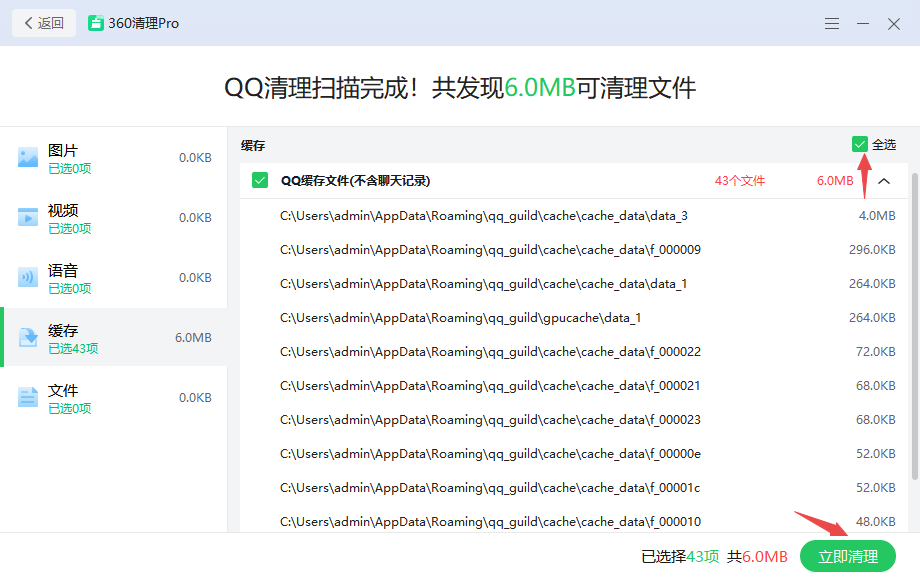 返回
360清理Pro
QQ清理扫描完成！共发现6.0MB可清理文件
图片
已选0项
0.0KB
视频
已选0项
0.0KB
语音
已选0项
0.0KB
缓存
已选43项
6.0MB
文件
已选0项
0.0KB
缓存 全选
QQ缓存文件(不含聊天记录) 43个文件 6.0MB
C:\Users\admin\AppData\Roaming\qq_guild\cache\cache_data\data_3 4.0MB
C:\Users\admin\AppData\Roaming\qq_guild\cache\cache_data\f_000009 296.0KB
C:\Users\admin\AppData\Roaming\qq_guild\cache\cache_data\data_1 264.0KB
C:\Users\admin\AppData\Roaming\qq_guild\gpucache\data_1 264.0KB
C:\Users\admin\AppData\Roaming\qq_guild\cache\cache_data\f_000022 72.0KB
C:\Users\admin\AppData\Roaming\qq_guild\cache\cache_data\f_000021 68.0KB
C:\Users\admin\AppData\Roaming\qq_guild\cache\cache_data\f_000023 68.0KB
C:\Users\admin\AppData\Roaming\qq_guild\cache\cache_data\f_00000e 52.0KB
C:\Users\admin\AppData\Roaming\qq_guild\cache\cache_data\f_00001c 52.0KB
C:\Users\admin\AppData\Roaming\qq_guild\cache\cache_data\f_000010 48.0KB
已选择43项 共6.0MB 立即清理